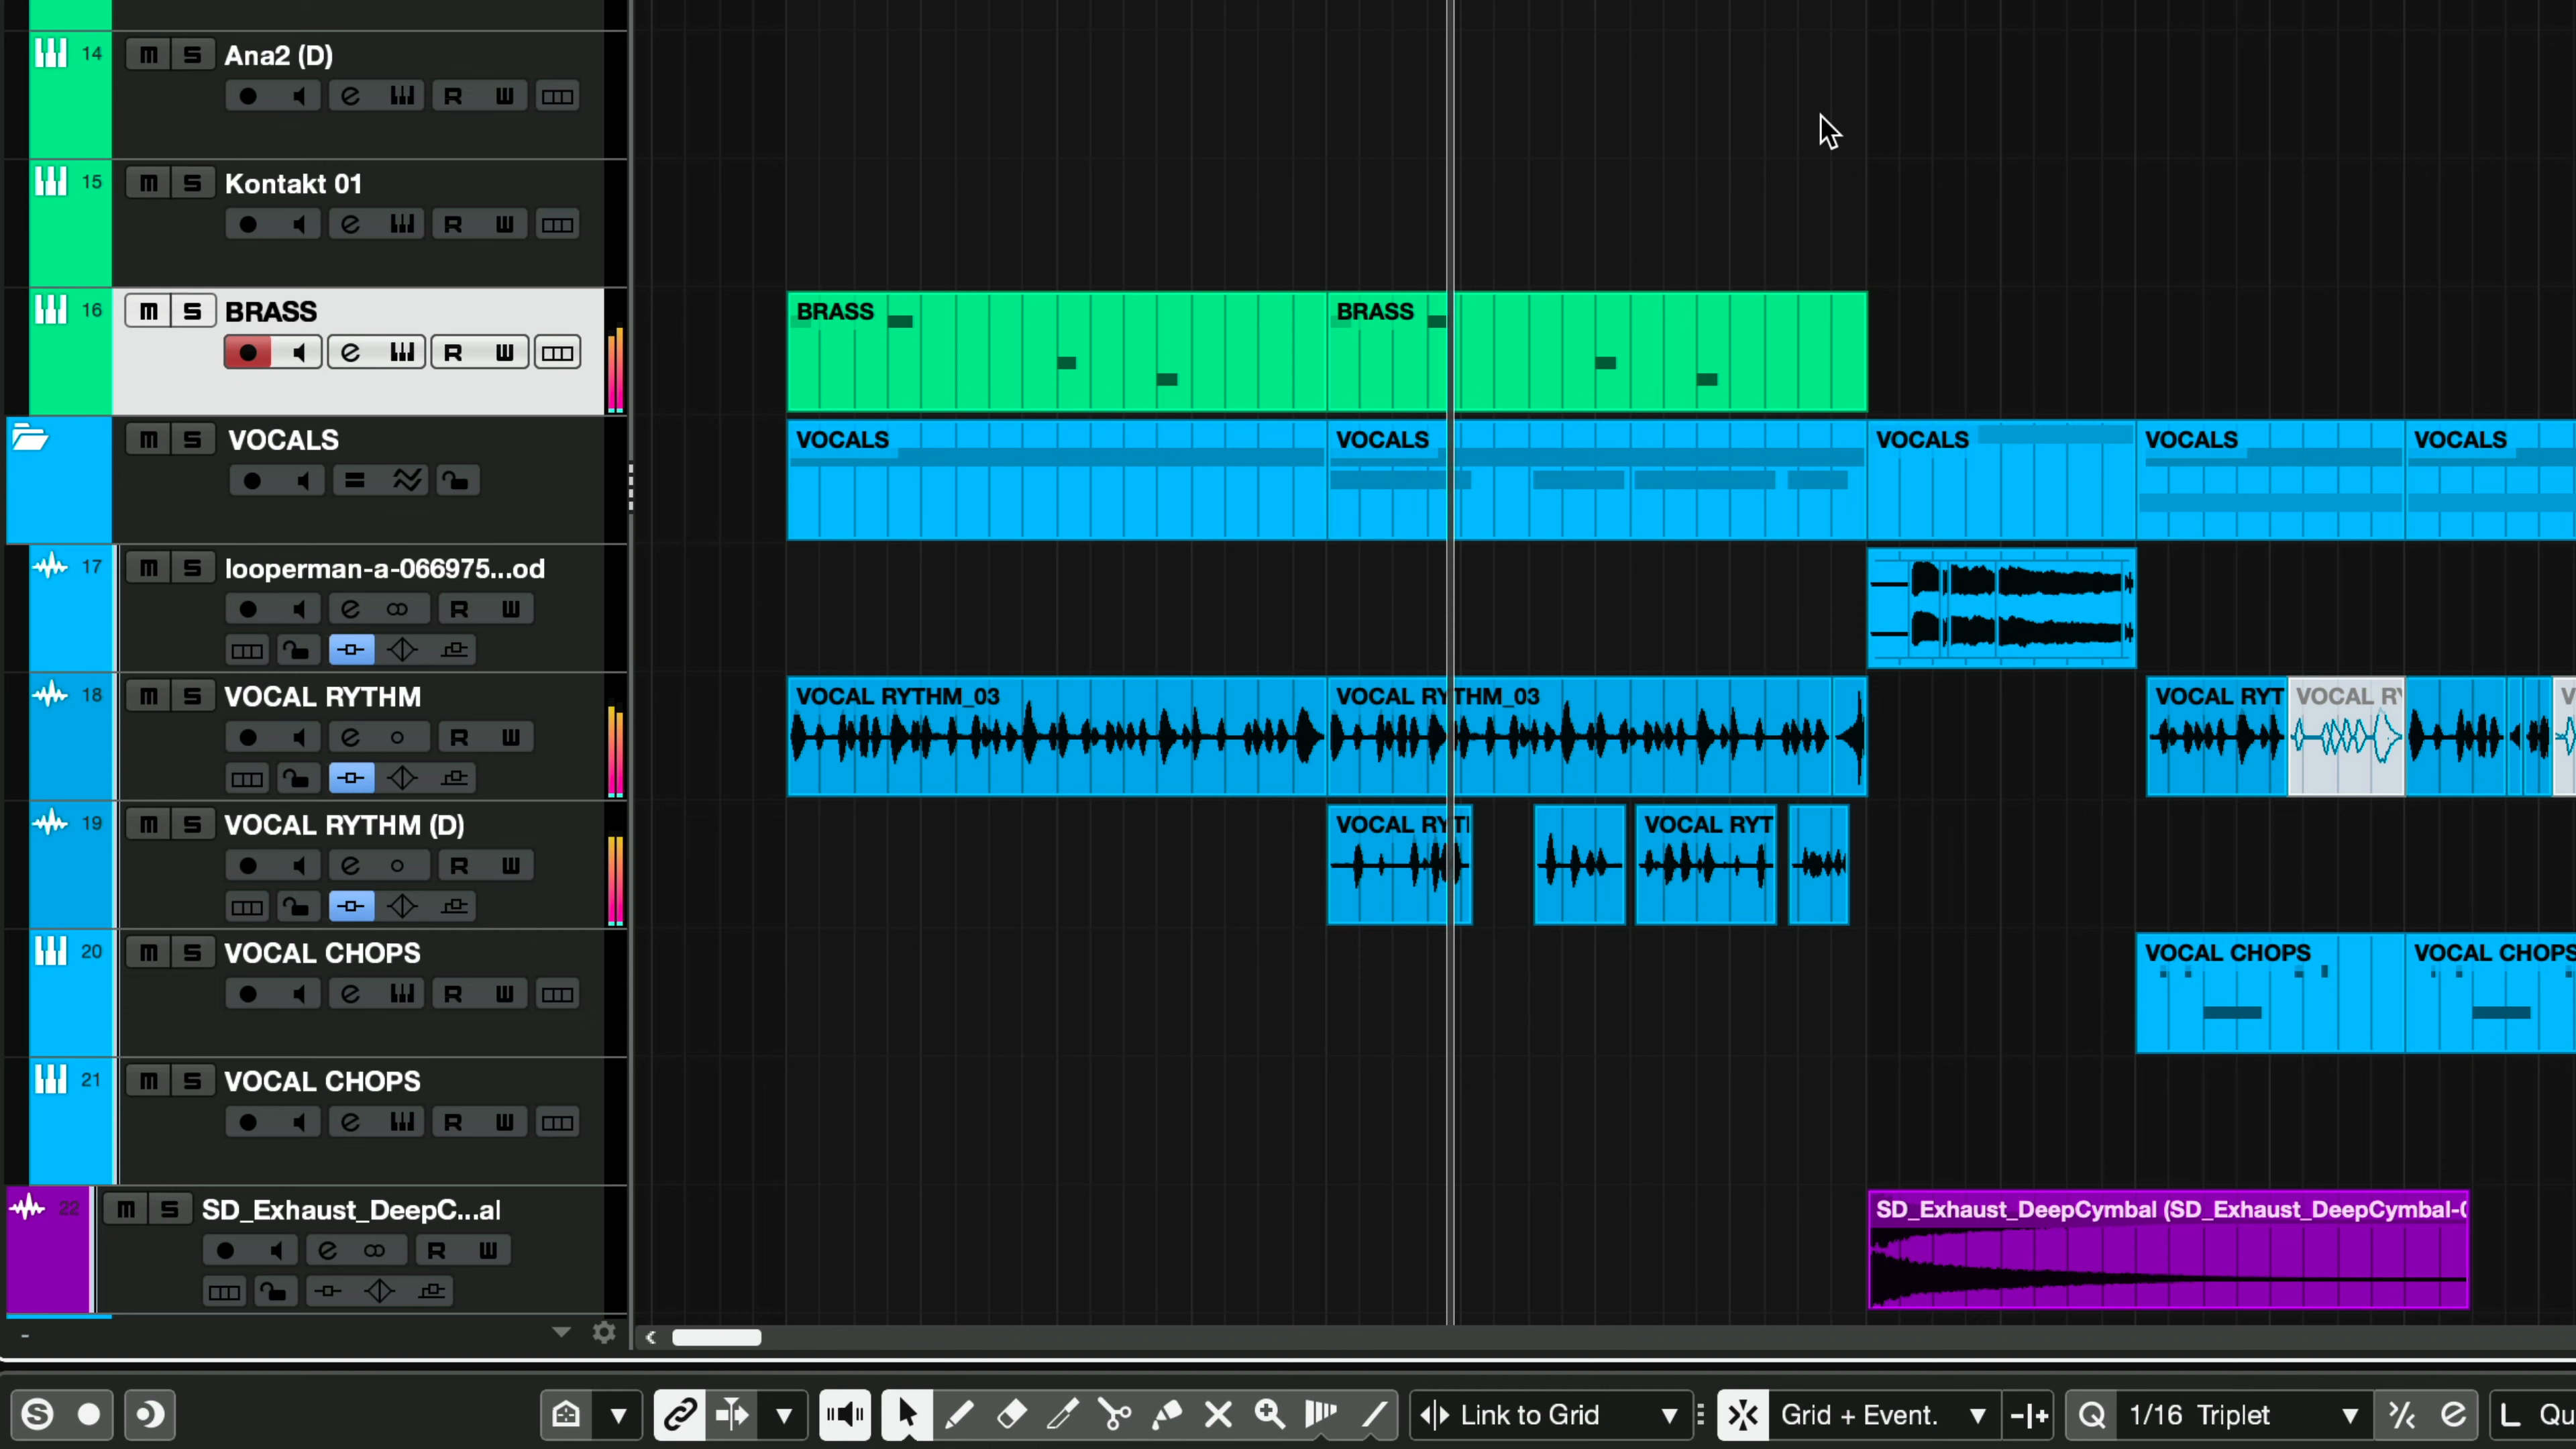 14 m S Ana2 (D)
R W
15 m S Kontakt 01
R W
16 m S BRASS
R W
BRASS BRASS
m S VOCALS
VOCALS VOCALS VOCALS VOCALS VOCALS
17 m S looperman-a-066975...od
R W
18 m S VOCAL RYTHM
R W
VOCAL RYTHM_03 VOCAL RYTHM_03 VOCAL RYT VOCAL RY V
19 m S VOCAL RYTHM (D)
R W
VOCAL RYT VOCAL RYT
20 m S VOCAL CHOPS
R W
VOCAL CHOPS VOCAL CHOPS
21 m S VOCAL CHOPS
R W
22 m S SD_Exhaust_DeepC...al
R W
SD_Exhaust_DeepCymbal (SD_Exhaust_DeepCymbal-0
Link to Grid Grid + Event. Q 1/16 Triplet L Qu